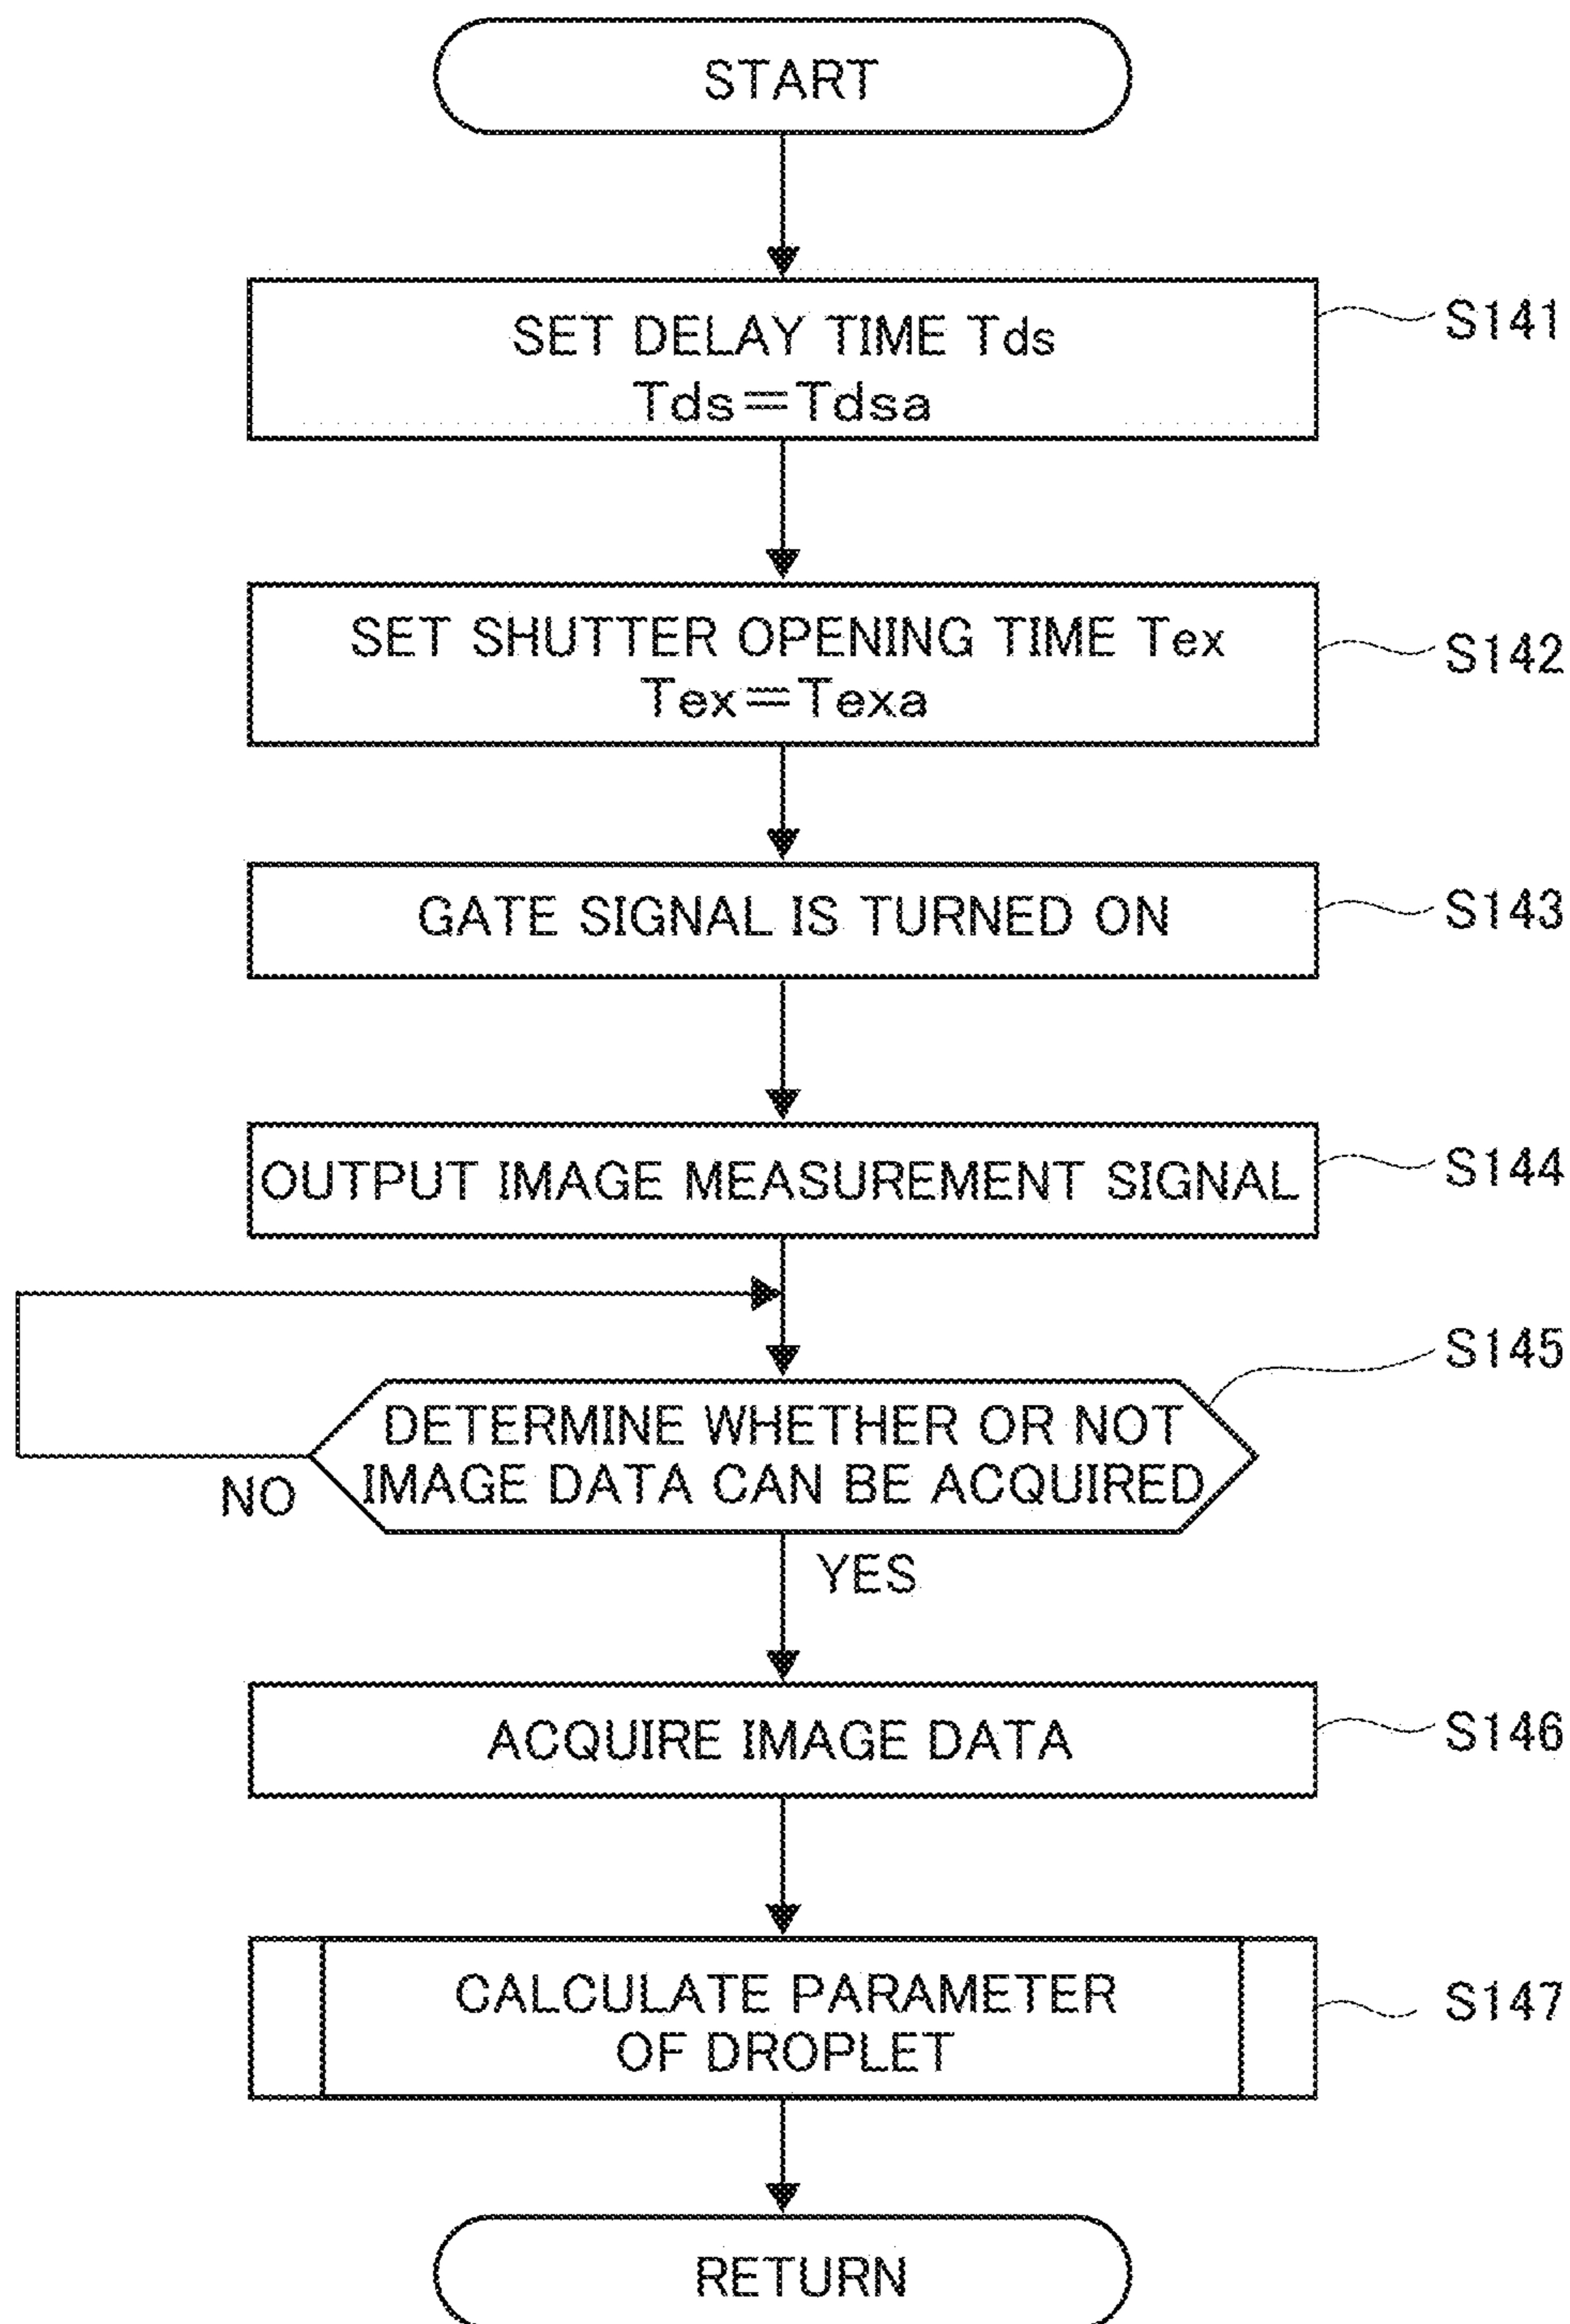 START
SET DELAY TIME Tds
Tds=Tdsa
S141
SET SHUTTER OPENING TIME Tex
Tex=Texa
S142
GATE SIGNAL IS TURNED ON
S143
OUTPUT IMAGE MEASUREMENT SIGNAL
S144
S145
DETERMINE WHETHER OR NOT
IMAGE DATA CAN BE ACQUIRED
NO
YES
ACQUIRE IMAGE DATA
S146
CALCULATE PARAMETER
OF DROPLET
S147
RETURN